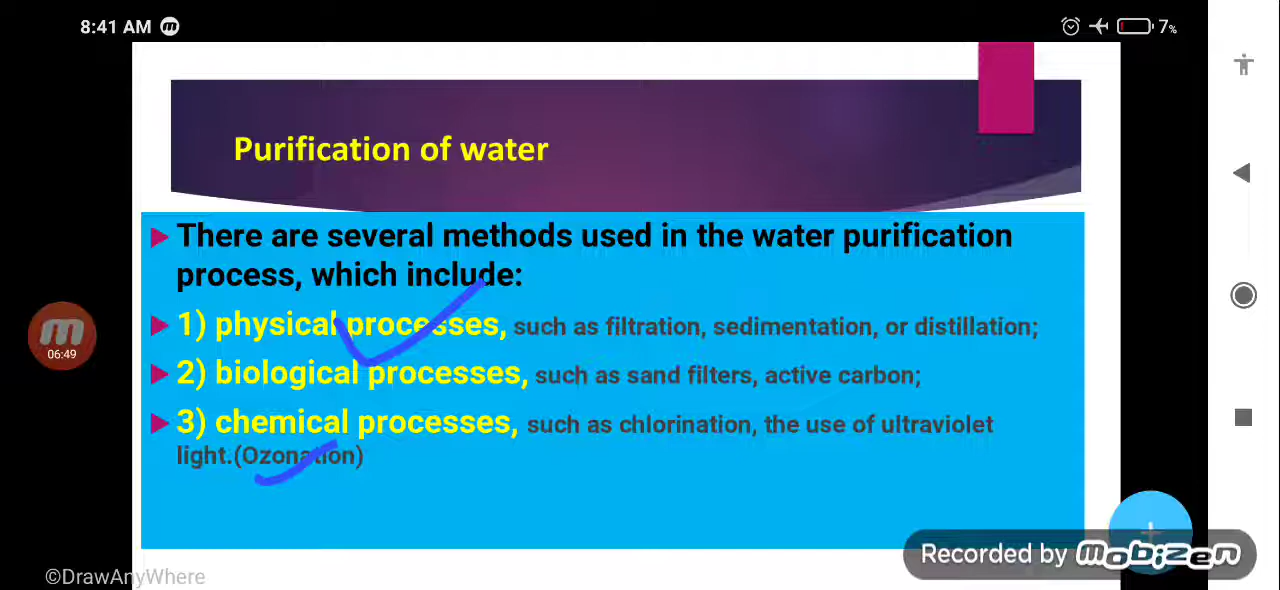 8:41 AM m 7%
Purification of water
There are several methods used in the water purification
process, which include:
1) physical processes, such as filtration, sedimentation, or distillation;
2) biological processes, such as sand filters, active carbon;
3) chemical processes, such as chlorination, the use of ultraviolet
light.(Ozonation)
m
06:49
Recorded by mobizen
©DrawAnyWhere